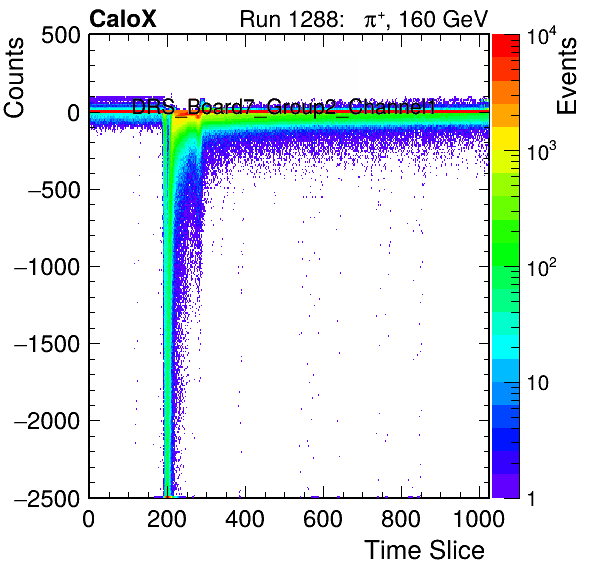 CaloX Run 1288: π⁺, 160 GeV
Counts
Events
DRS_Board7_Group2_Channel1
500
0
−500
−1000
−1500
−2000
−2500
0 200 400 600 800 1000
Time Slice
10⁴
10³
10²
10
1